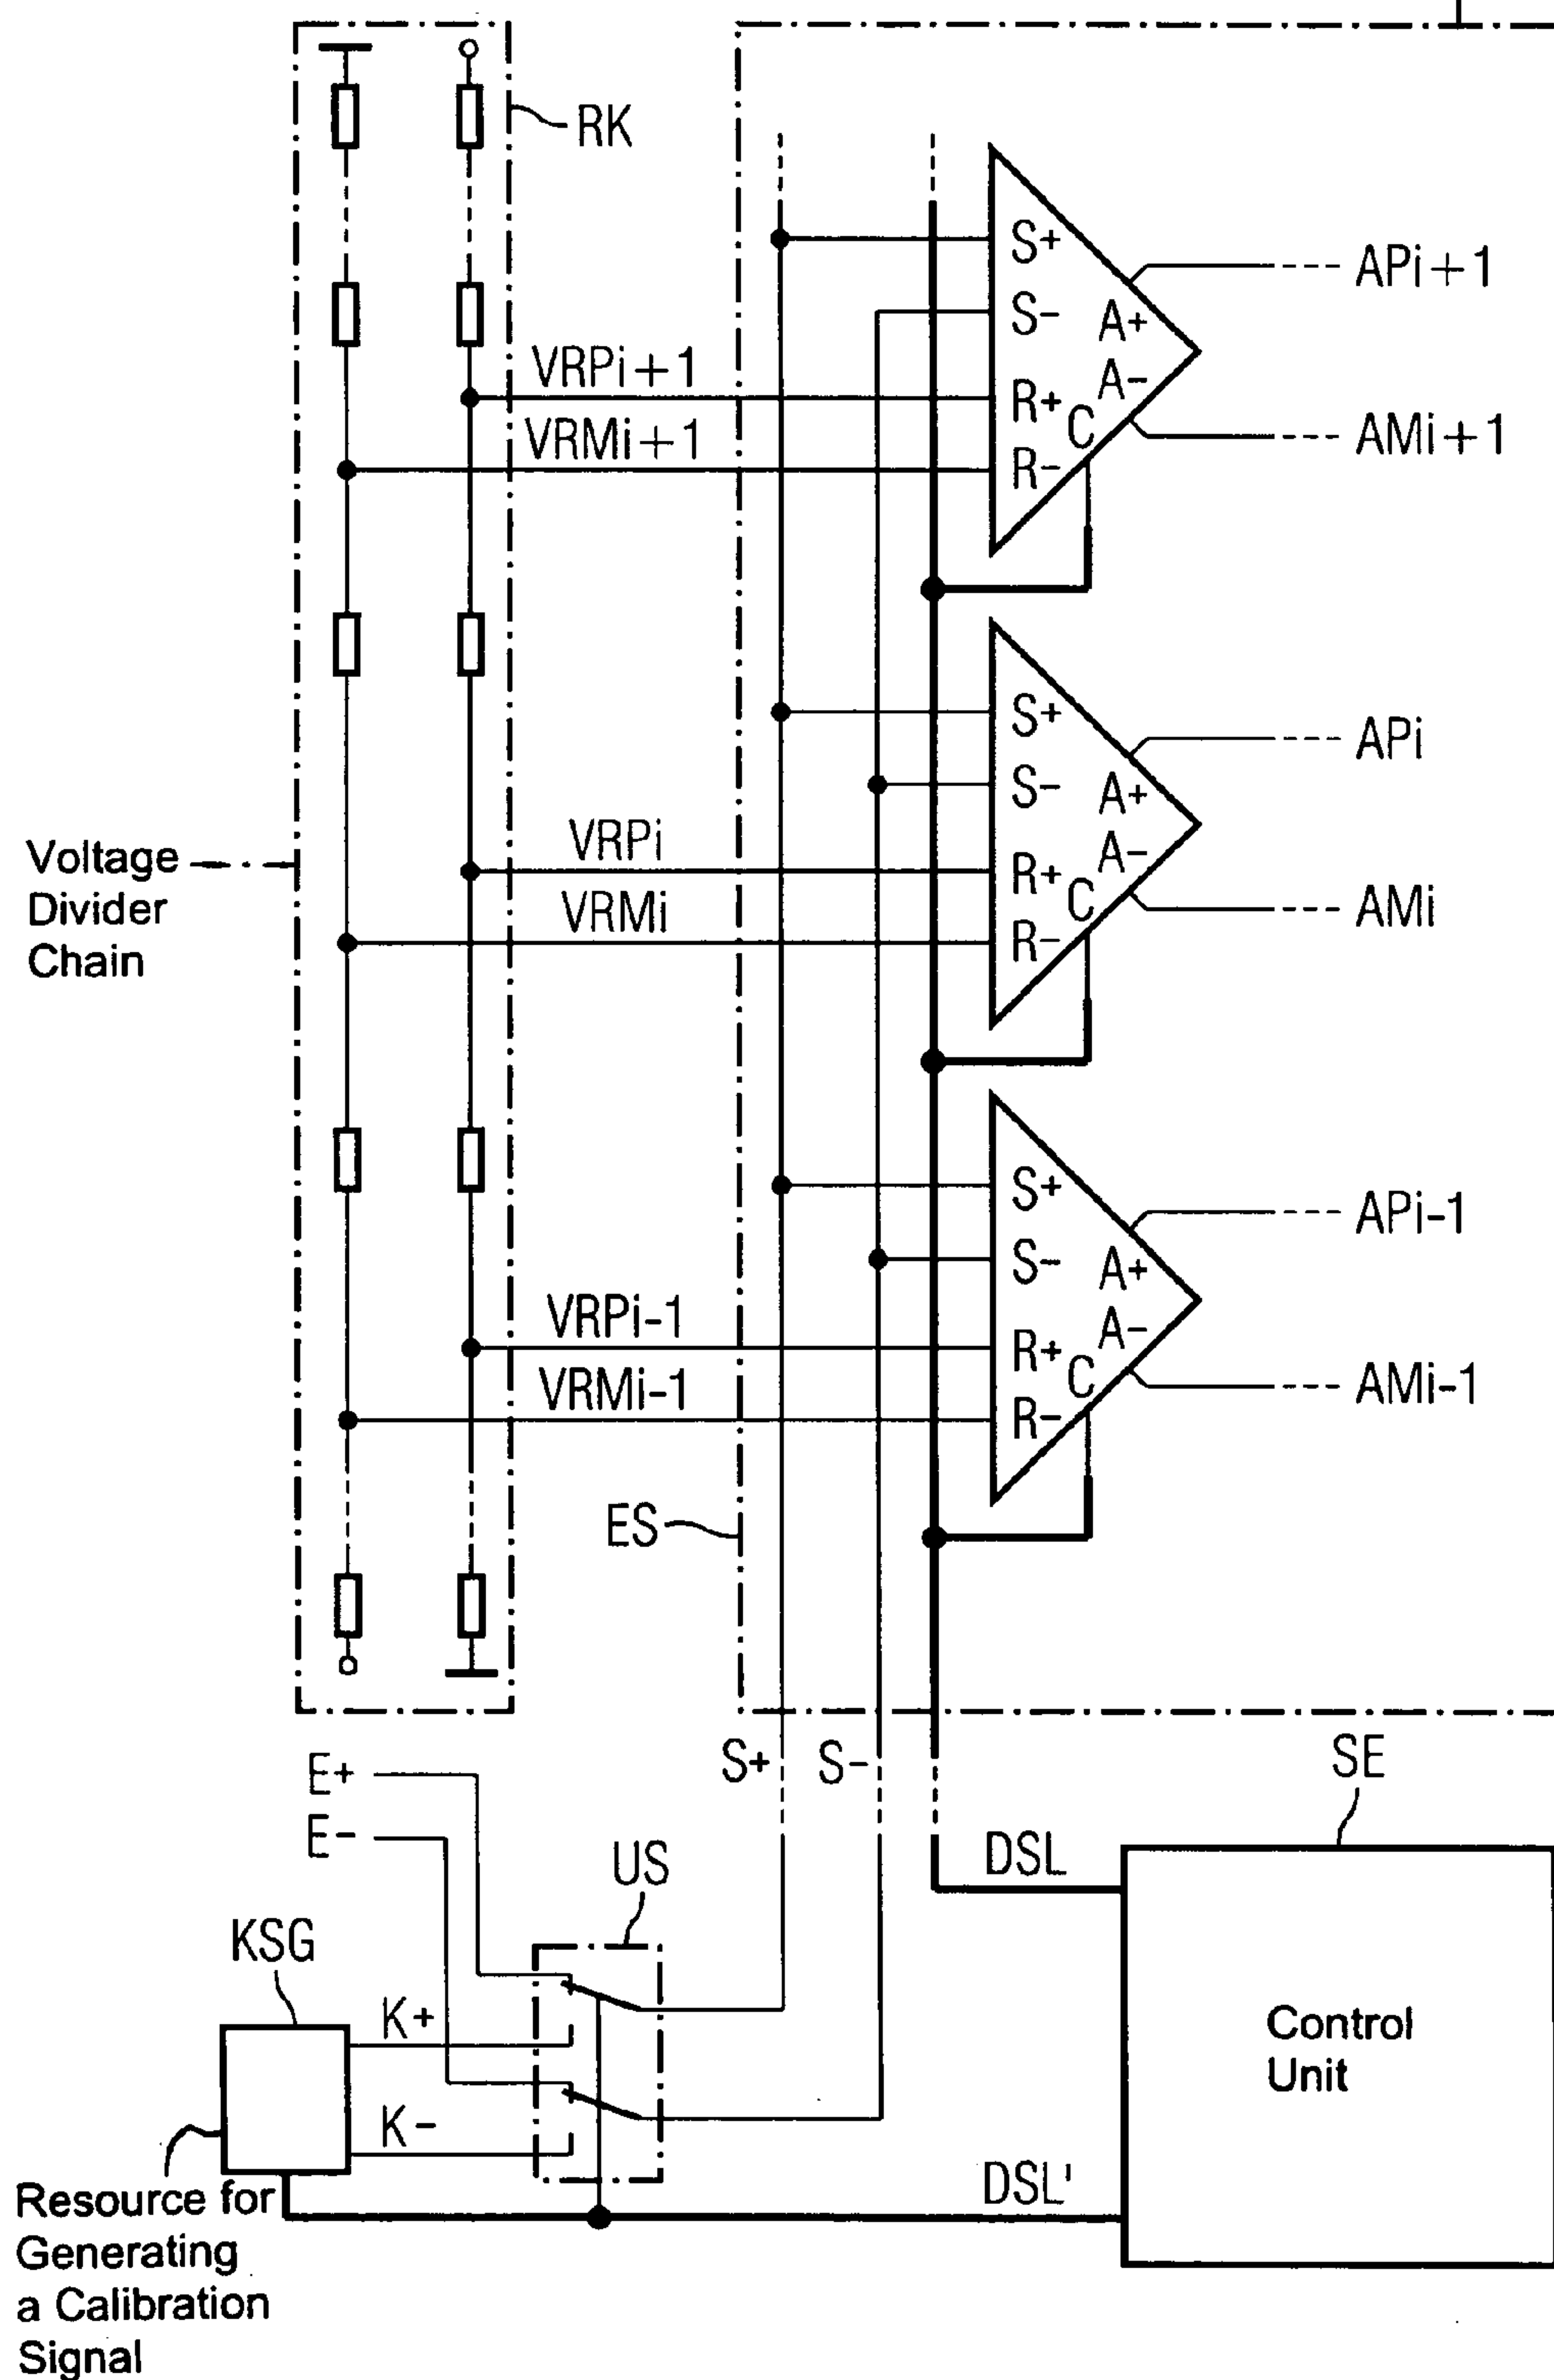 RK
S+
S-
R+
R-
C
A+
A-
APi+1
AMi+1
VRPi+1
VRMi+1
S+
S-
R+
R-
C
A+
A-
APi
AMi
VRPi
VRMi
Voltage
Divider
Chain
S+
S-
R+
R-
C
A+
A-
APi-1
AMi-1
VRPi-1
VRMi-1
ES
S+
S-
SE
E+
E-
US
DSL
KSG
K+
K-
Control
Unit
DSL'
Resource for
Generating
a Calibration
Signal